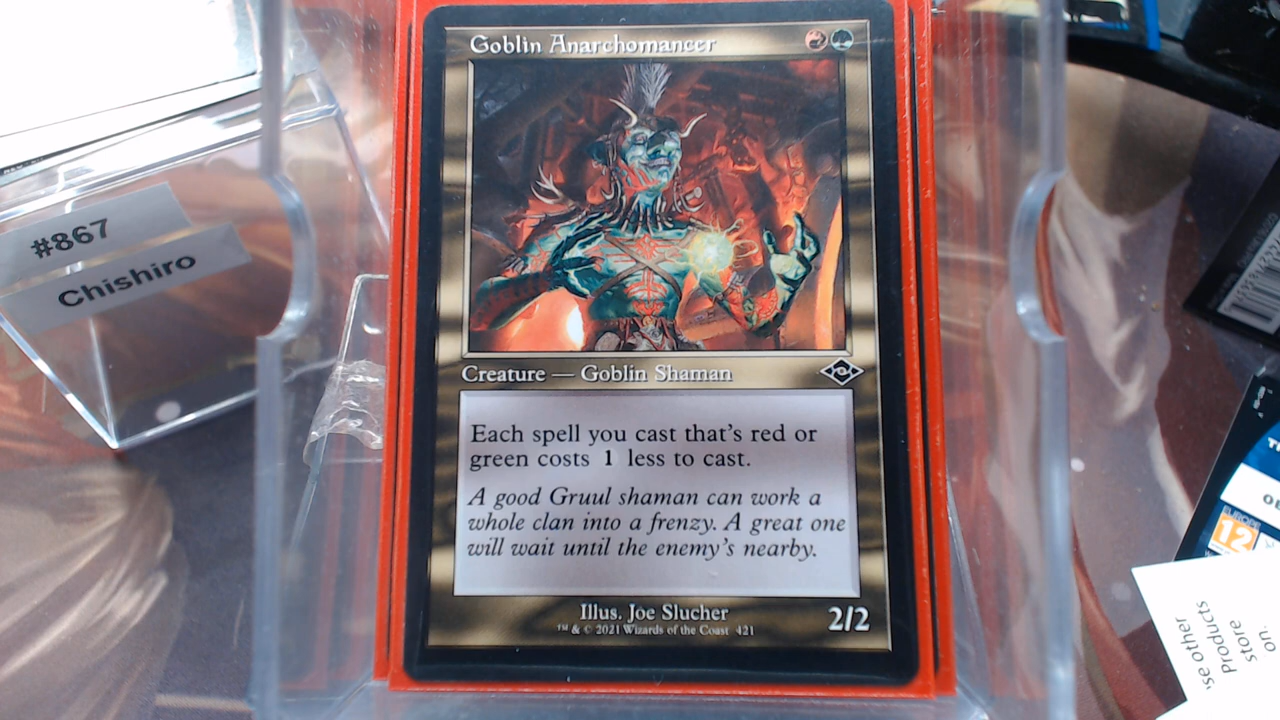 Goblin Anarchomancer
Creature — Goblin Shaman
Each spell you cast that's red or
green costs 1 less to cast.
A good Gruul shaman can work a
whole clan into a frenzy. A great one
will wait until the enemy's nearby.
Illus. Joe Slucher
2/2
™ & © 2021 Wizards of the Coast 421
#867
Chishiro
EUROPE
12
'se other
Products
store
on.